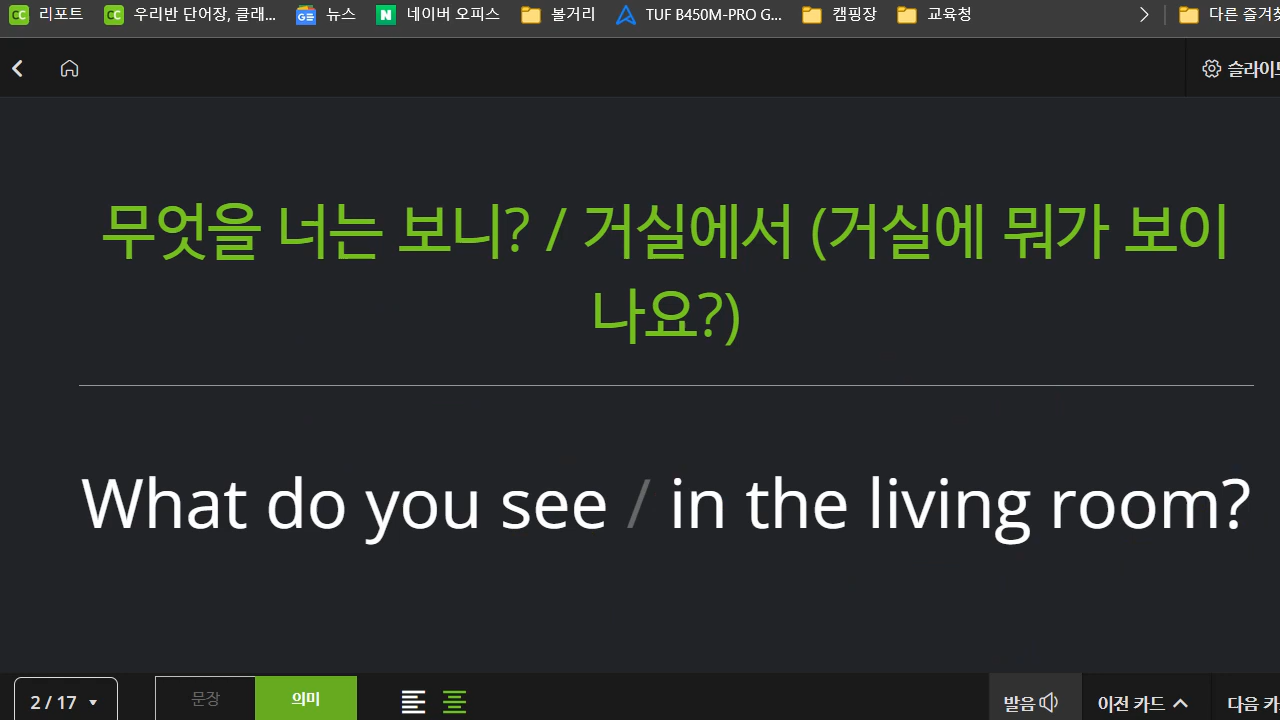 리포트 우리반 단어장, 클래... 뉴스 네이버 오피스 볼거리 TUF B450M-PRO G... 캠핑장 교육청 다른 즐겨찾
슬라이드
무엇을 너는 보니? / 거실에서 (거실에 뭐가 보이
나요?)
What do you see / in the living room?
2 / 17 문장 의미 발음 이전 카드 다음 카